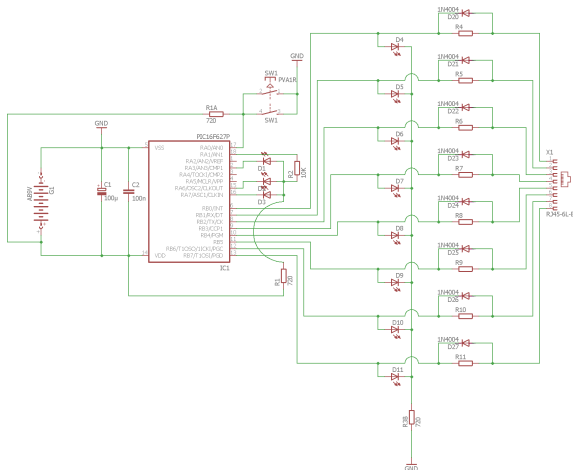 1N4004
D20
R4
D4
GND
SW1
PVA1R
SW1
1N4004
D21
R5
D5
R1A
720
1N4004
D22
R6
D6
GND
PIC16F627P
VSS
RA0/AN0
RA1/AN1
RA2/AN2/VREF
RA3/AN3/CMP1
RA4/TOCKI/CMP2
RA5/MCLR/VPP
RA6/OSC2/CLKOUT
RA7/ASC1/CLKIN
RB0/INT
RB1/RX/DT
RB2/TX/CK
RB3/CCP1
RB4/PGM
RB5
RB6/T1OSO/T1CKI/PGC
RB7/T1OSI/PGD
VDD
IC1
D1
D3
R2
10K
1N4004
D23
R7
D7
X1
RJ45-6L-B
AB9V
G1
C1
100µ
C2
100n
1N4004
D24
R8
D8
1N4004
D25
R9
D9
R1
720
1N4004
D26
R10
D10
1N4004
D27
R11
D11
R3B
720
GND